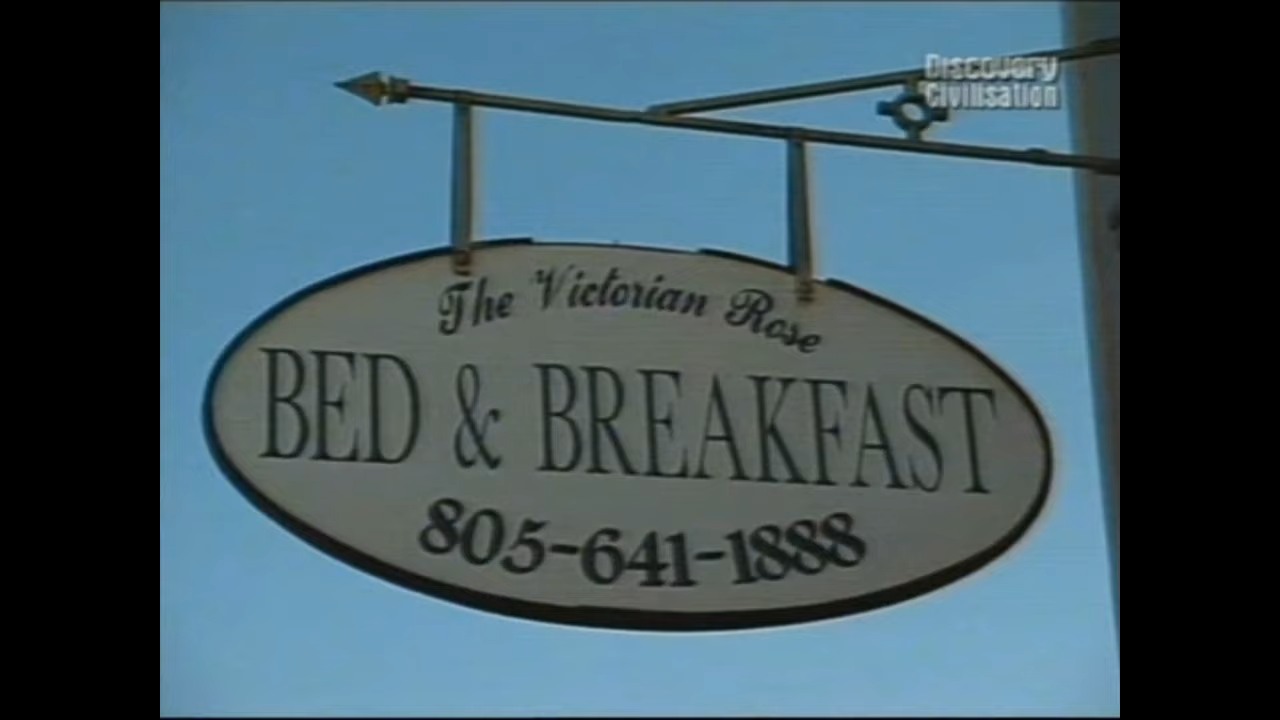 Discovery
Civilisation
The Victorian Rose
BED & BREAKFAST
805-641-1888